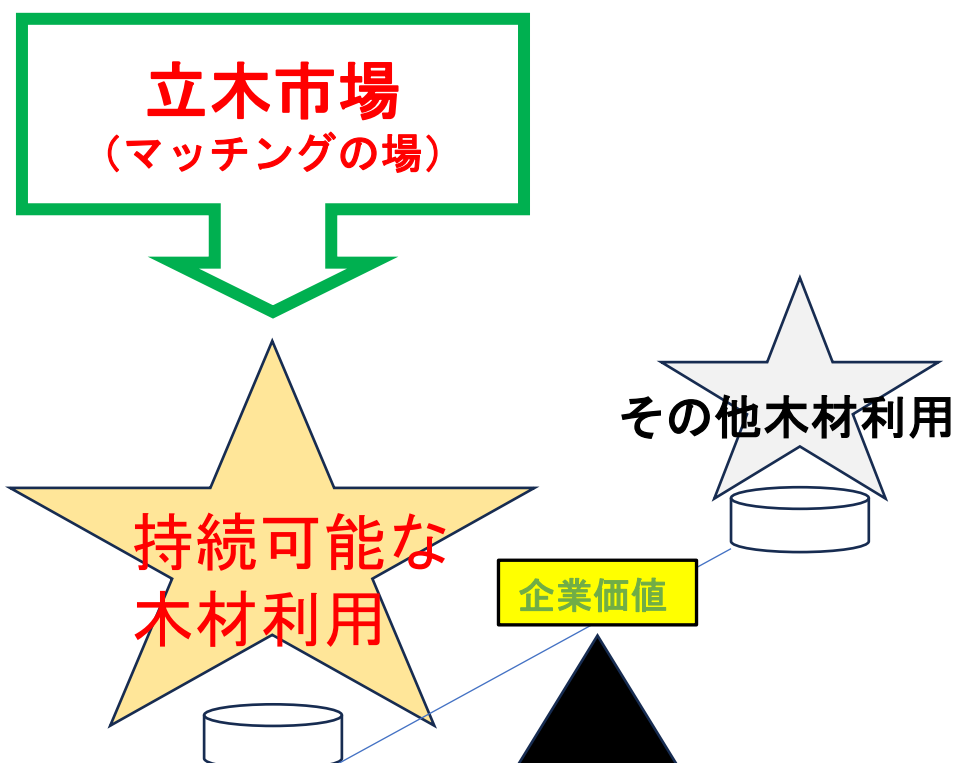 立木市場
（マッチングの場）
その他木材利用
持続可能な
木材利用
企業価値